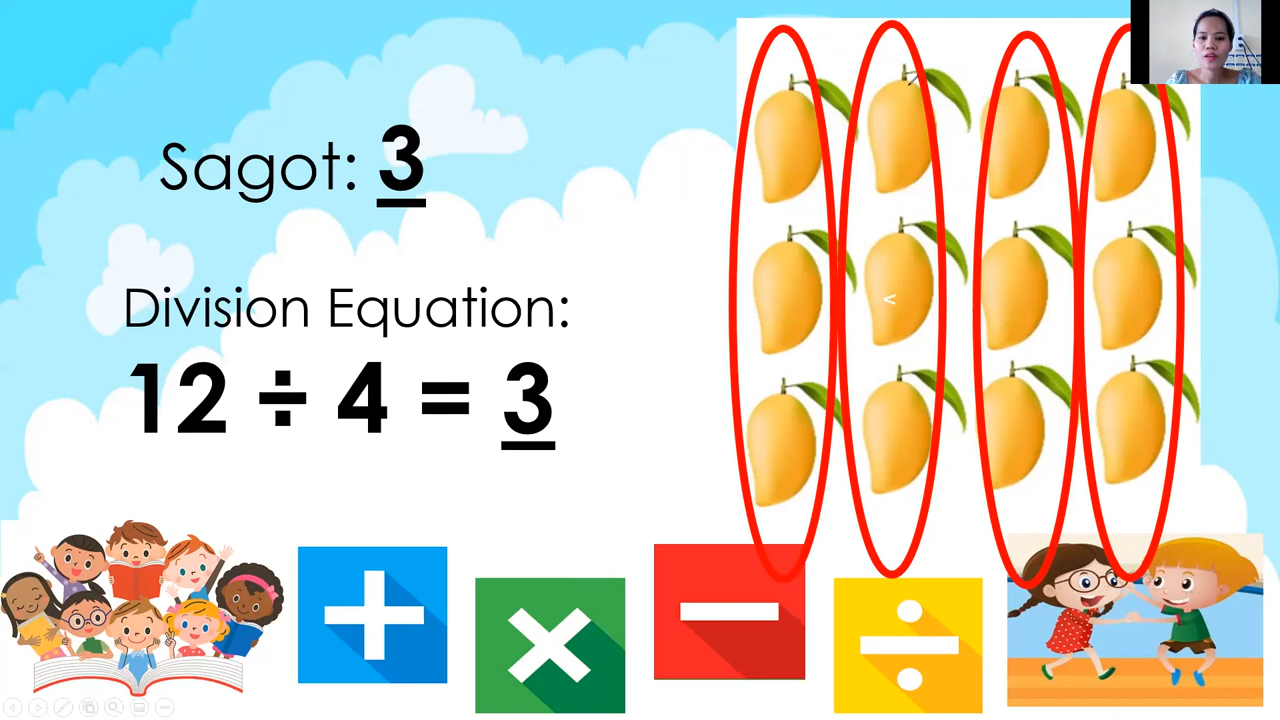 Sagot: 3
Division Equation:
12 ÷ 4 = 3
<
+
×
−
÷